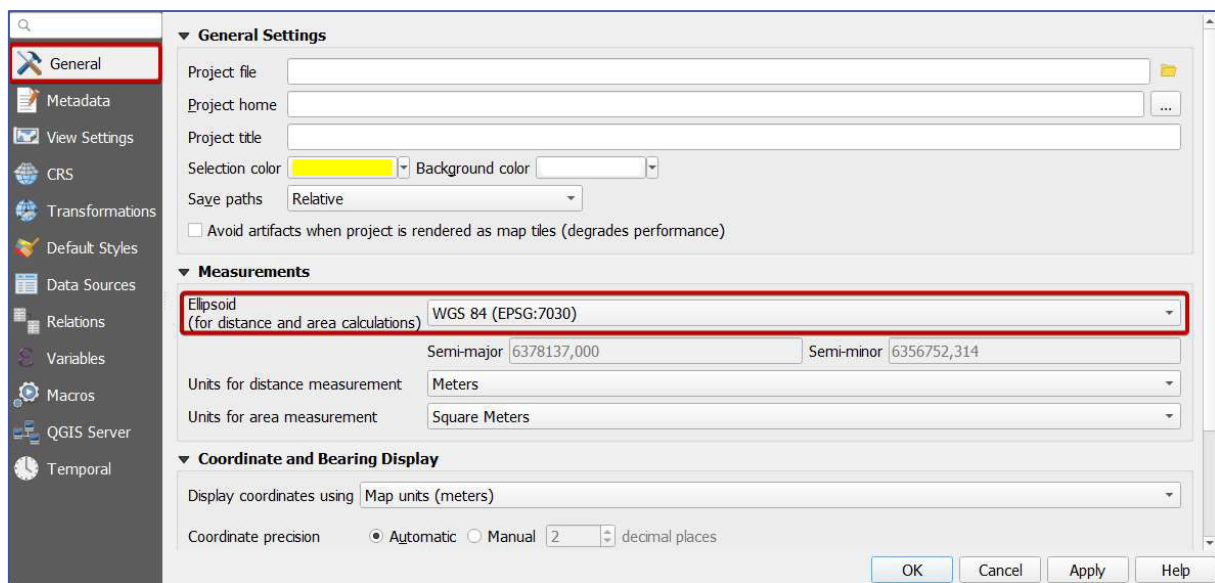 General
Metadata
View Settings
CRS
Transformations
Default Styles
Data Sources
Relations
Variables
Macros
QGIS Server
Temporal
General Settings
Project file
Project home ...
Project title
Selection color Background color
Save paths Relative
Avoid artifacts when project is rendered as map tiles (degrades performance)
Measurements
Ellipsoid
(for distance and area calculations) WGS 84 (EPSG:7030)
Semi-major 6378137,000 Semi-minor 6356752,314
Units for distance measurement Meters
Units for area measurement Square Meters
Coordinate and Bearing Display
Display coordinates using Map units (meters)
Coordinate precision Automatic Manual 2 decimal places
OK Cancel Apply Help